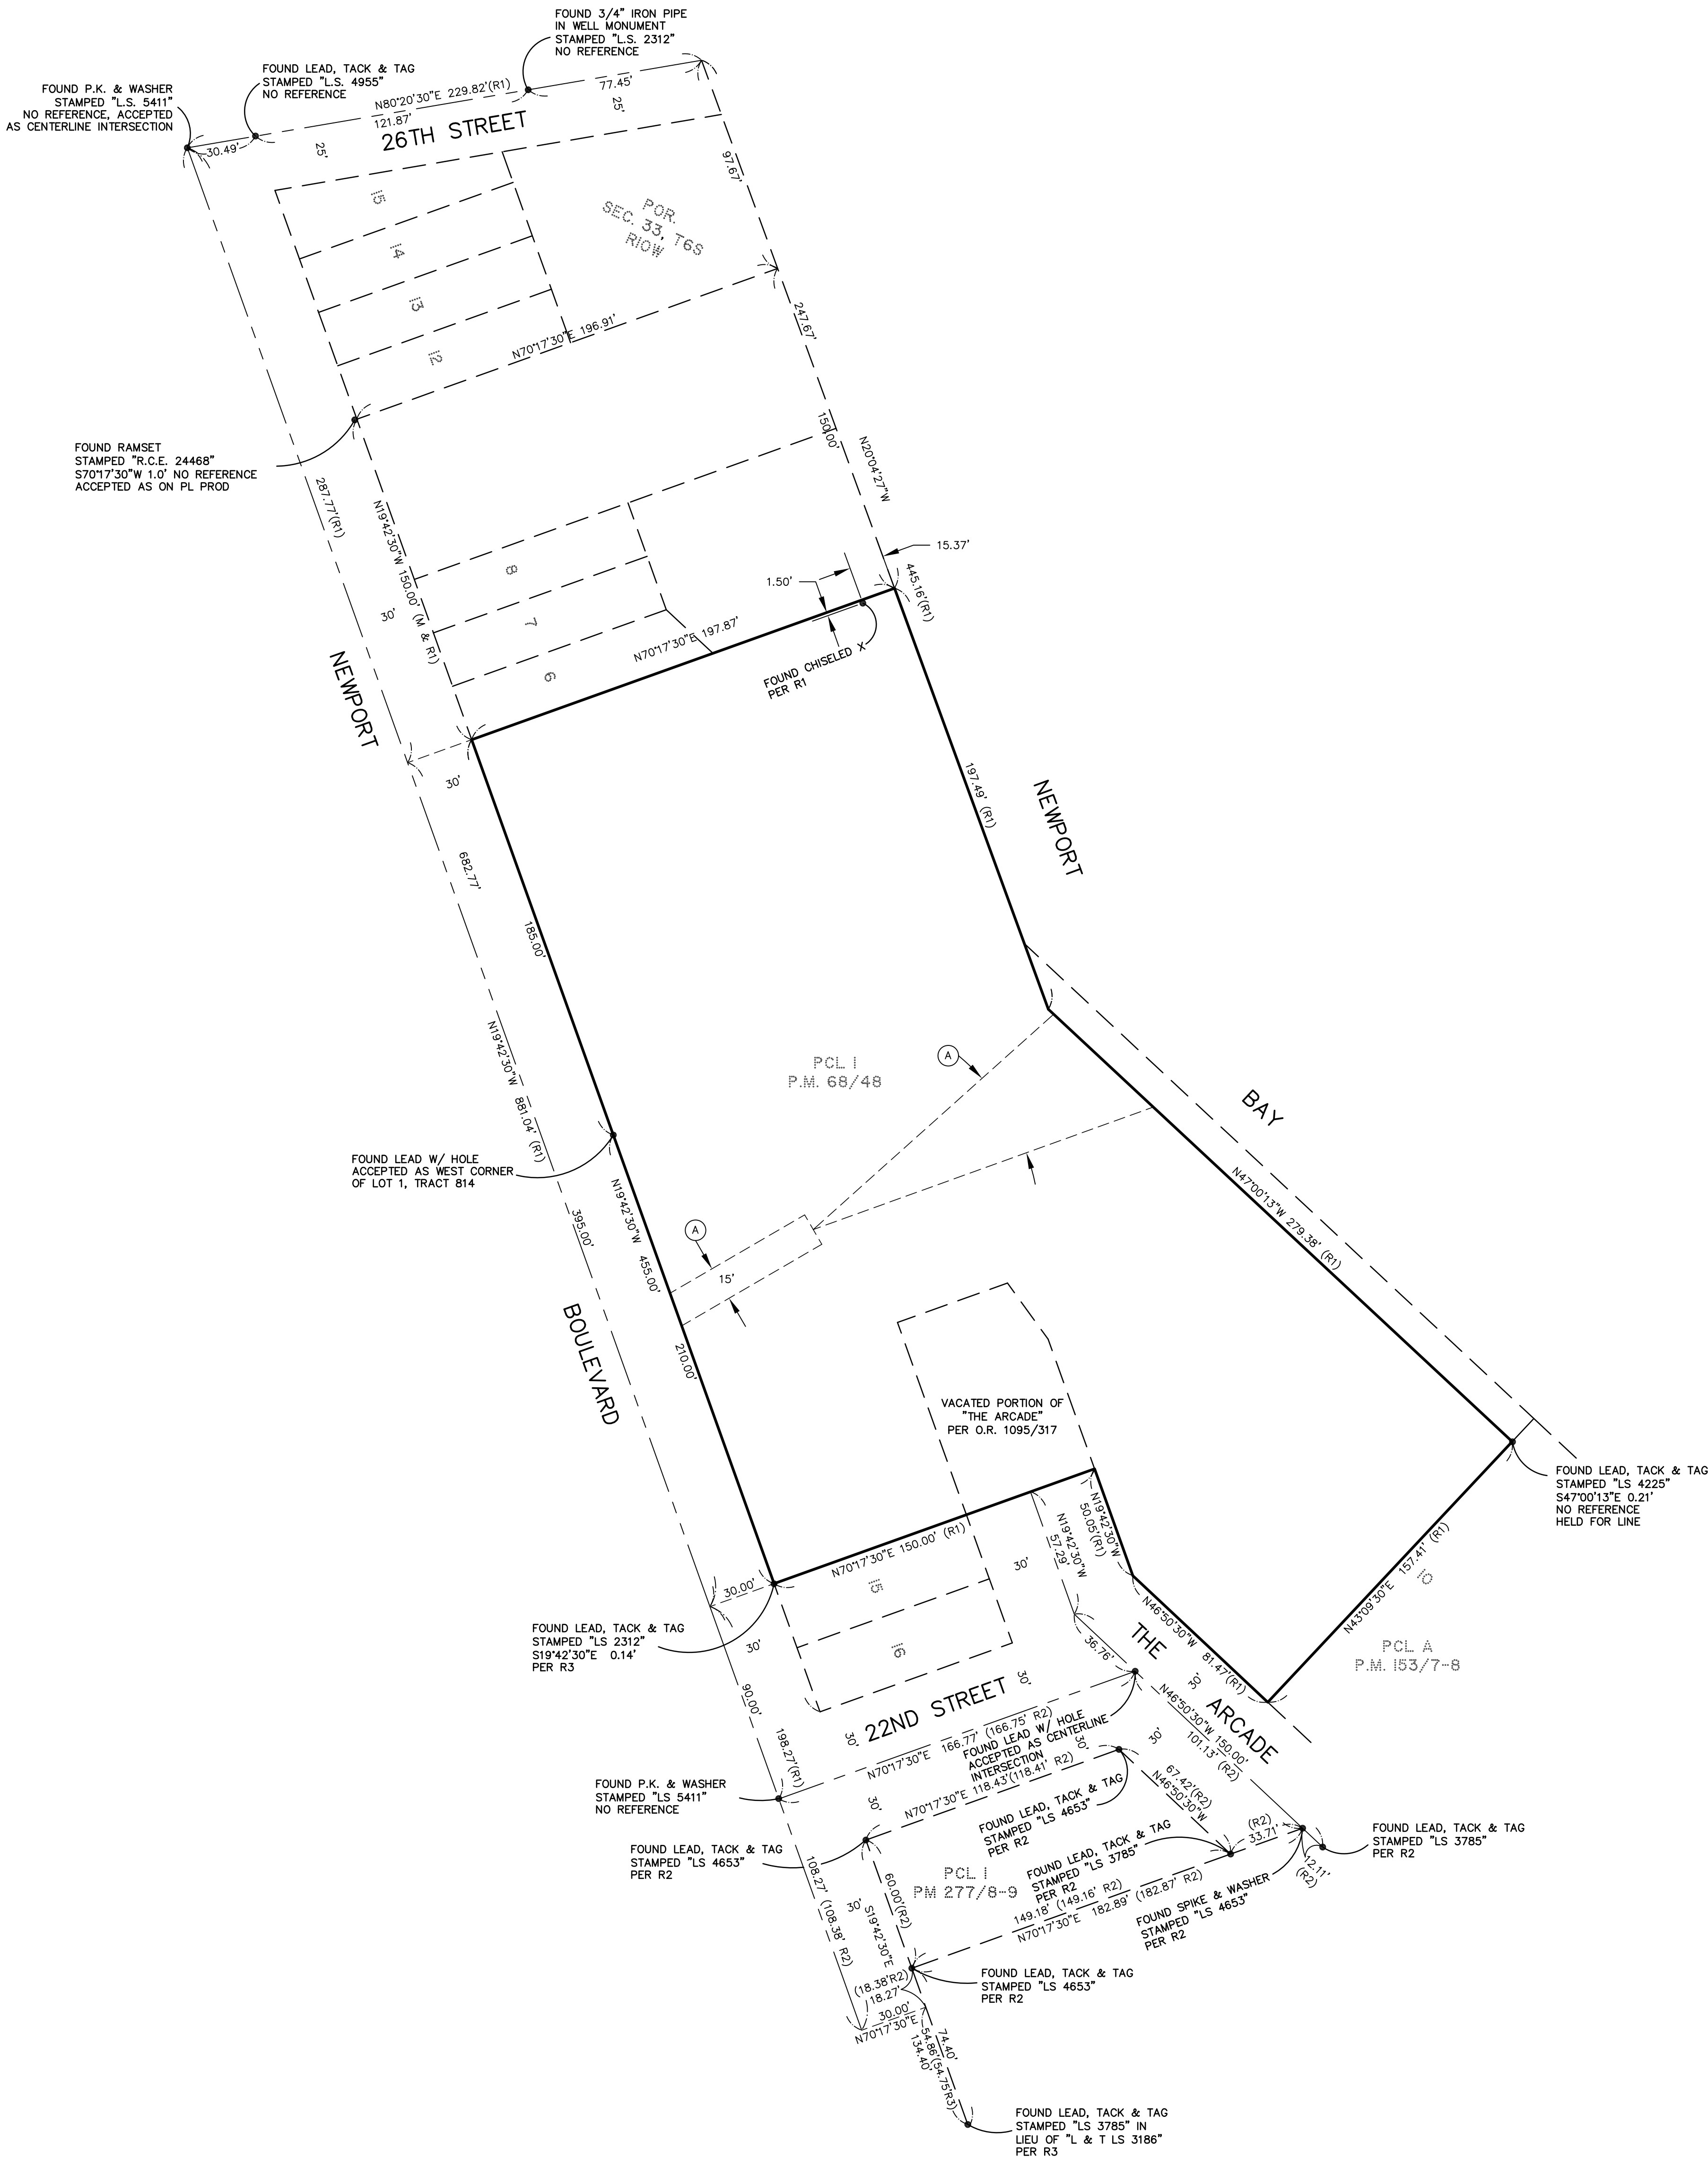 FOUND 3/4" IRON PIPE
IN WELL MONUMENT
STAMPED "L.S. 2312"
NO REFERENCE
FOUND LEAD, TACK & TAG
STAMPED "L.S. 4955"
NO REFERENCE
FOUND P.K. & WASHER
STAMPED "L.S. 5411"
NO REFERENCE, ACCEPTED
AS CENTERLINE INTERSECTION
N80°20'30"E 229.82'(R1)
77.45'
121.87'
30.49'
25'
25'
26TH STREET
97.67'
15
14
13
12
POR.
SEC. 33, T6S
R10W
N70°17'30"E 196.91'
247.67'
FOUND RAMSET
STAMPED "R.C.E. 24468"
S70°17'30"W 1.0' NO REFERENCE
ACCEPTED AS ON PL PROD
287.77'(R1)
N19°42'30"W 150.00' (M & R1)
150.00'
N20°04'27"W
15.37'
445.16'(R1)
1.50'
8
7
6
30'
N70°17'30"E 197.87'
FOUND CHISELED X
PER R1
NEWPORT
30'
682.77'
185.00'
197.49' (R1)
NEWPORT
N19°42'30"W 881.04' (R1)
PCL 1
P.M. 68/48
A
BAY
FOUND LEAD W/ HOLE
ACCEPTED AS WEST CORNER
OF LOT 1, TRACT 814
N19°42'30"W 455.00'
395.00'
A
15'
N47°00'13"W 279.38' (R1)
BOULEVARD
210.00'
VACATED PORTION OF
"THE ARCADE"
PER O.R. 1095/317
FOUND LEAD, TACK & TAG
STAMPED "LS 4225"
S47°00'13"E 0.21'
NO REFERENCE
HELD FOR LINE
N70°17'30"E 150.00' (R1)
N19°42'30"W
50.05'(R1)
N19°42'30"W
57.29'
30'
30.00'
15
16
N43°09'30"E 157.41' (R1)
10
PCL A
P.M. 153/7-8
FOUND LEAD, TACK & TAG
STAMPED "LS 2312"
S19°42'30"E 0.14'
PER R3
30'
N46°50'30"W 81.47'(R1)
THE
ARCADE
36.76'
30'
N46°50'30"W 150.00'
101.13' (R2)
90.00'
30'
22ND STREET
30'
198.27'(R1)
N70°17'30"E 166.77' (166.75' R2)
FOUND LEAD W/ HOLE
ACCEPTED AS CENTERLINE
INTERSECTION
30'
30'
FOUND P.K. & WASHER
STAMPED "LS 5411"
NO REFERENCE
N70°17'30"E 118.43'(118.41' R2)
30'
67.42'(R2)
N46°50'30"W
FOUND LEAD, TACK & TAG
STAMPED "LS 4653"
PER R2
FOUND LEAD, TACK & TAG
STAMPED "LS 4653"
PER R2
(R2)
33.71'
FOUND LEAD, TACK & TAG
STAMPED "LS 3785"
PER R2
12.11'
(R2)
FOUND LEAD, TACK & TAG
STAMPED "LS 3785"
PER R2
108.27' (108.38' R2)
PCL 1
PM 277/8-9
60.00'(R2)
S19°42'30"E
30'
149.18' (149.16' R2)
N70°17'30"E 182.89' (182.87' R2)
FOUND SPIKE & WASHER
STAMPED "LS 4653"
PER R2
(18.38'R2)
18.27'
30.00'
N70°17'30"E
FOUND LEAD, TACK & TAG
STAMPED "LS 4653"
PER R2
74.40'
54.86'(54.75'R3)
134.40'
FOUND LEAD, TACK & TAG
STAMPED "LS 3785" IN
LIEU OF "L & T LS 3186"
PER R3